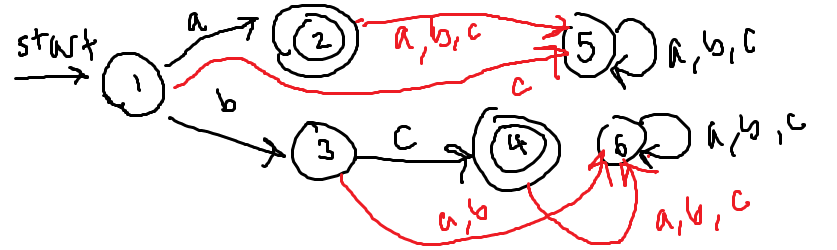 start
a
b
c
1
2
a, b, c
5
a, b, c
3
c
4
6
a, b, c
a, b
a, b, c